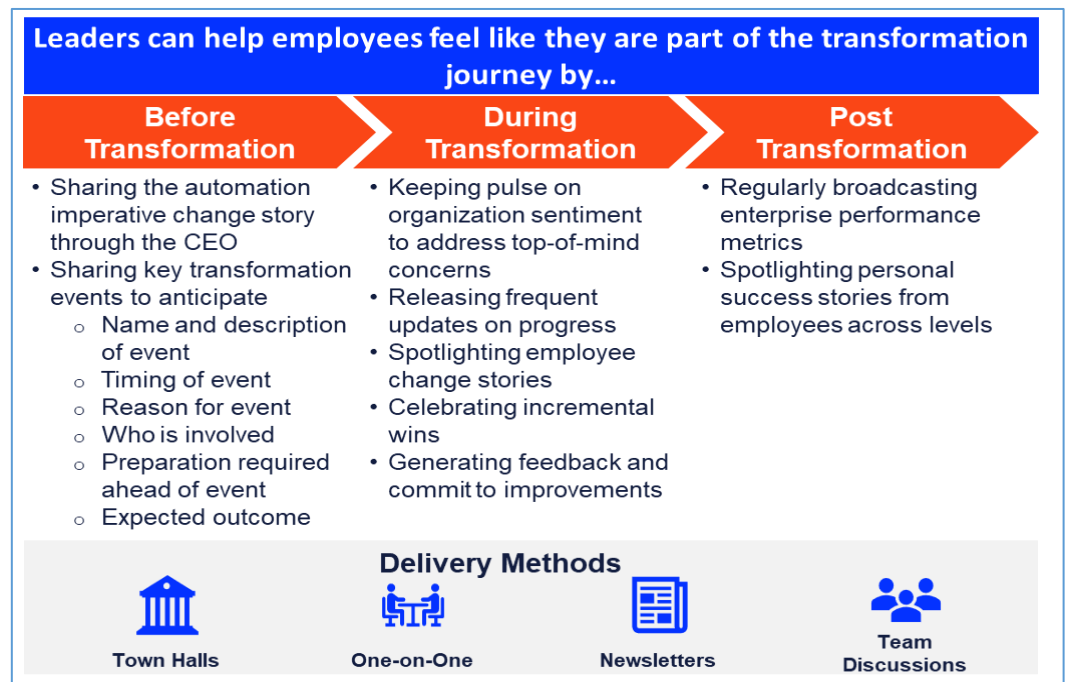 Leaders can help employees feel like they are part of the transformation
journey by...
Before
Transformation
• Sharing the automation
imperative change story
through the CEO
• Sharing key transformation
events to anticipate
o Name and description
of event
o Timing of event
o Reason for event
o Who is involved
o Preparation required
ahead of event
o Expected outcome
During
Transformation
• Keeping pulse on
organization sentiment
to address top-of-mind
concerns
• Releasing frequent
updates on progress
• Spotlighting employee
change stories
• Celebrating incremental
wins
• Generating feedback and
commit to improvements
Post
Transformation
• Regularly broadcasting
enterprise performance
metrics
• Spotlighting personal
success stories from
employees across levels
Delivery Methods
Town Halls
One-on-One
Newsletters
Team
Discussions